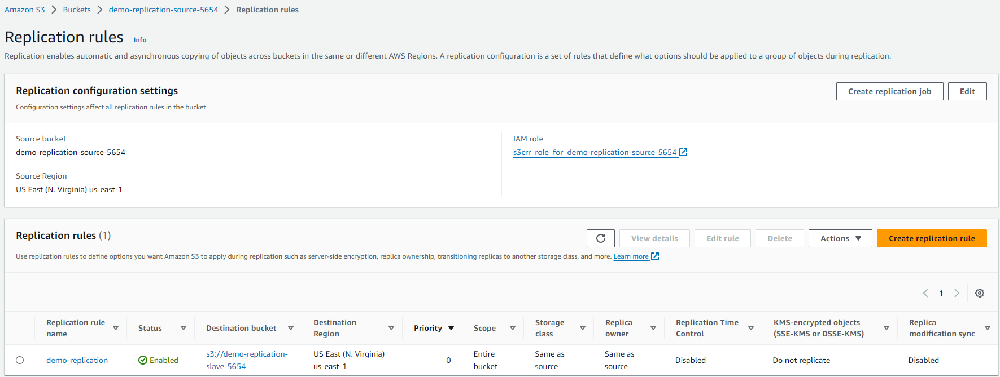 Amazon S3 > Buckets > demo-replication-source-5654 > Replication rules
Replication rules Info
Replication enables automatic and asynchronous copying of objects across buckets in the same or different AWS Regions. A replication configuration is a set of rules that define what options should be applied to a group of objects during replication.
Replication configuration settings
Create replication job Edit
Configuration settings affect all replication rules in the bucket.
Source bucket
demo-replication-source-5654
Source Region
US East (N. Virginia) us-east-1
IAM role
s3crr_role_for_demo-replication-source-5654
Replication rules (1)
View details Edit rule Delete Actions Create replication rule
Use replication rules to define options you want Amazon S3 to apply during replication such as server-side encryption, replica ownership, transitioning replicas to another storage class, and more. Learn more
1
Replication rule
name
Status
Destination bucket
Destination
Region
Priority
Scope
Storage
class
Replica
owner
Replication Time
Control
KMS-encrypted objects
(SSE-KMS or DSSE-KMS)
Replica
modification sync
demo-replication
Enabled
s3://demo-replication-
slave-5654
US East (N. Virginia)
us-east-1
0
Entire
bucket
Same as
source
Same as
source
Disabled
Do not replicate
Disabled